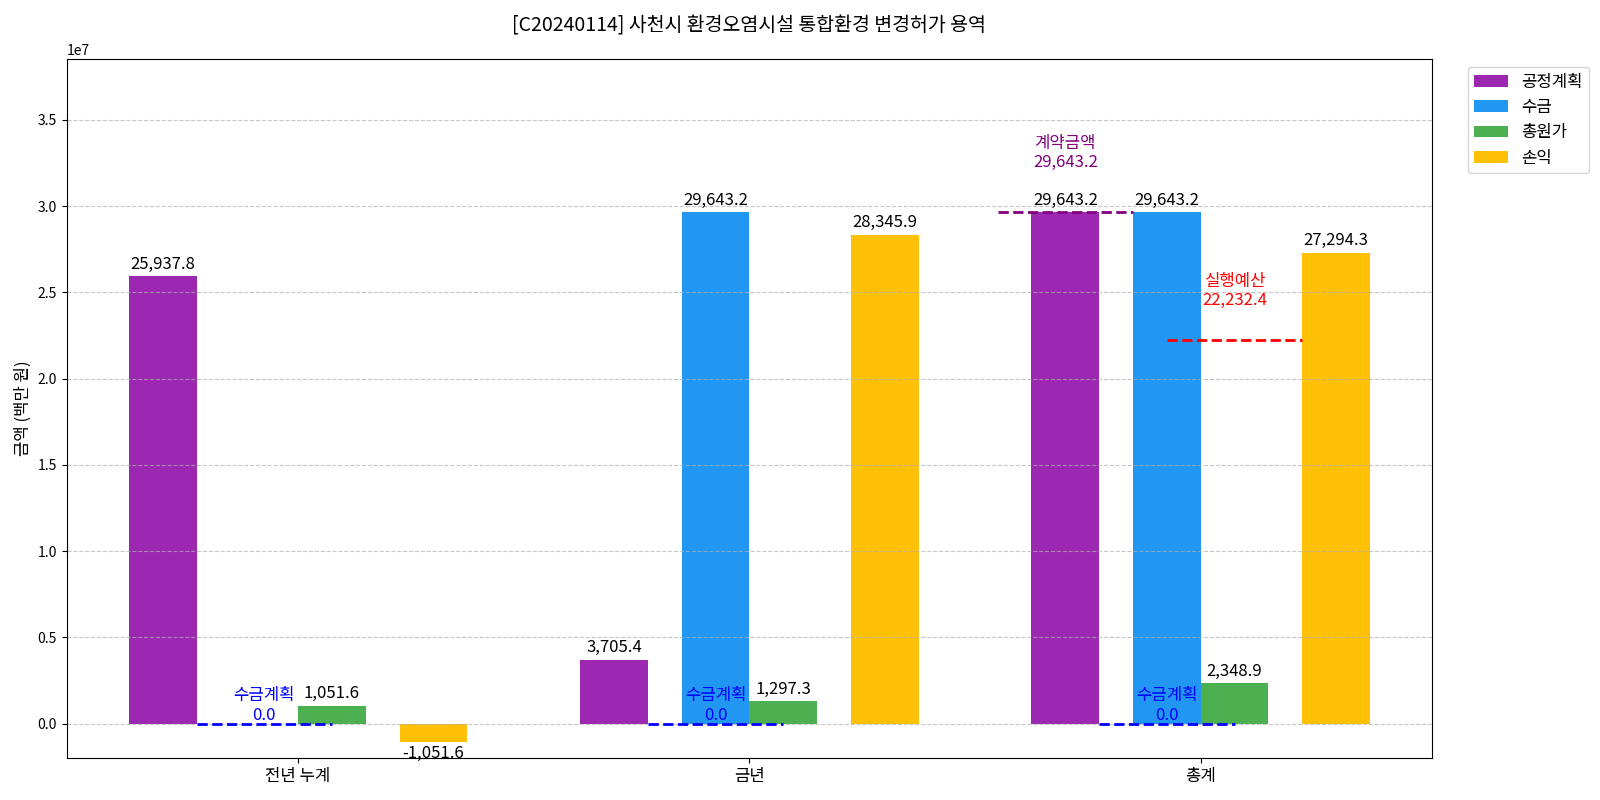 [C20240114] 사천시 환경오염시설 통합환경 변경허가 용역
1e7
공정계획
수금
총원가
손익
3.5
3.0
2.5
2.0
1.5
1.0
0.5
0.0
금액 (백만 원)
25,937.8
수금계획
0.0
1,051.6
-1,051.6
3,705.4
29,643.2
수금계획
0.0
1,297.3
28,345.9
계약금액
29,643.2
29,643.2
29,643.2
수금계획
0.0
2,348.9
실행예산
22,232.4
27,294.3
전년 누계
금년
총계